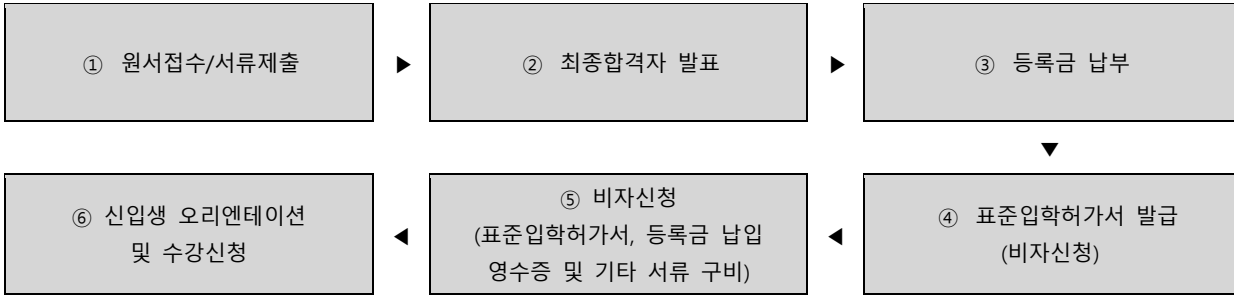 ① 원서접수/서류제출
▶
② 최종합격자 발표
▶
③ 등록금 납부
▼
④ 표준입학허가서 발급
(비자신청)
◀
⑤ 비자신청
(표준입학허가서, 등록금 납입
영수증 및 기타 서류 구비)
◀
⑥ 신입생 오리엔테이션
및 수강신청